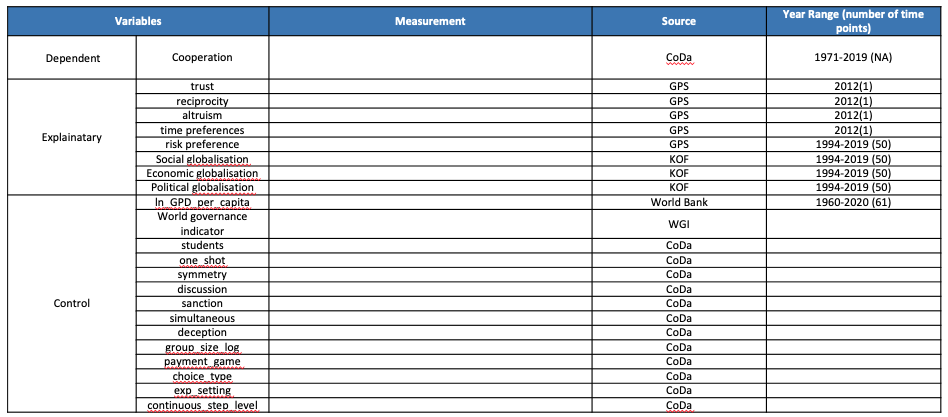 Variables Measurement Source Year Range (number of time points)
Dependent Cooperation CoDa 1971-2019 (NA)
Explainatary trust GPS 2012(1)
reciprocity GPS 2012(1)
altruism GPS 2012(1)
time preferences GPS 2012(1)
risk preference GPS 1994-2019 (50)
Social globalisation KOF 1994-2019 (50)
Economic globalisation KOF 1994-2019 (50)
Political globalisation KOF 1994-2019 (50)
Control ln_GPD_per_capita World Bank 1960-2020 (61)
World governance indicator WGI
students CoDa
one_shot CoDa
symmetry CoDa
discussion CoDa
sanction CoDa
simultaneous CoDa
deception CoDa
group_size_log CoDa
payment_game CoDa
choice_type CoDa
exp_setting CoDa
continuous_step_level CoDa